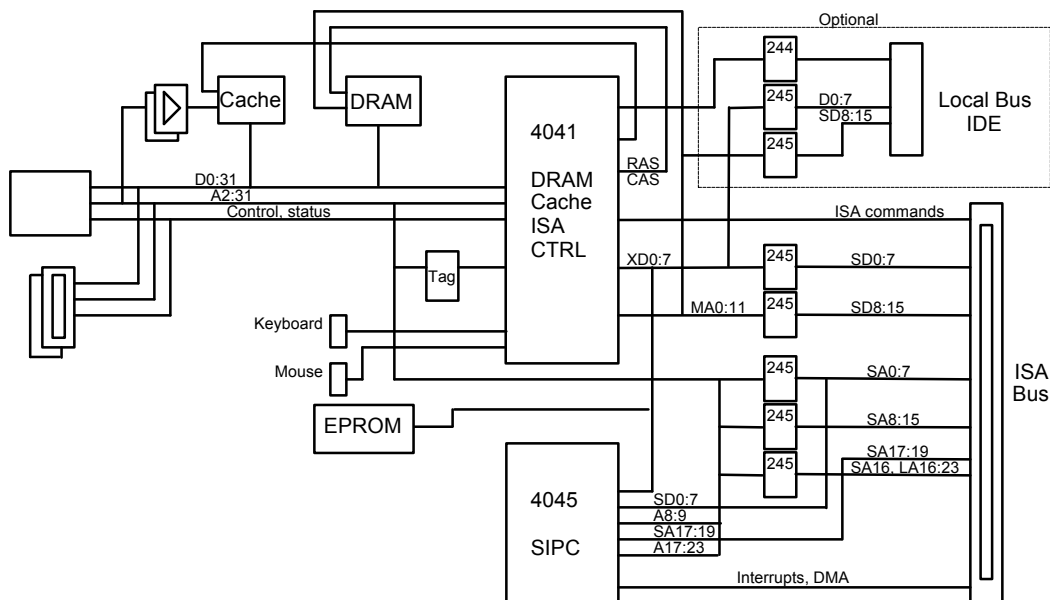 Optional
244
245
D0:7
SD8:15
245
Local Bus
IDE
Cache
DRAM
4041
DRAM
Cache
ISA
CTRL
RAS
CAS
D0:31
A2:31
Control, status
ISA commands
Tag
XD0:7
245
SD0:7
MA0:11
245
SD8:15
Keyboard
Mouse
EPROM
245
SA0:7
245
SA8:15
245
SA17:19
SA16, LA16:23
ISA
Bus
4045
SIPC
SD0:7
A8:9
SA17:19
A17:23
Interrupts, DMA